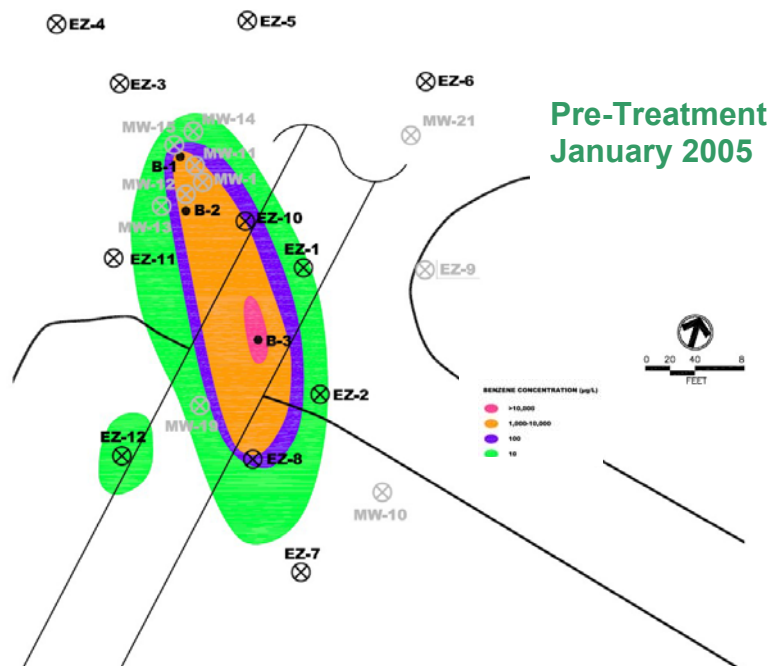 EZ-4
EZ-5
EZ-3
EZ-6
Pre-Treatment
January 2005
MW-14
MW-15
MW-21
B-1
MW-11
MW-12
MW-1
MW-13
B-2
EZ-10
EZ-11
EZ-1
EZ-9
B-3
0 20 40 8
FEET
BENZENE CONCENTRATION (µg/L)
>10,000
1,000-10,000
100
10
EZ-2
EZ-12
EZ-8
MW-10
EZ-7